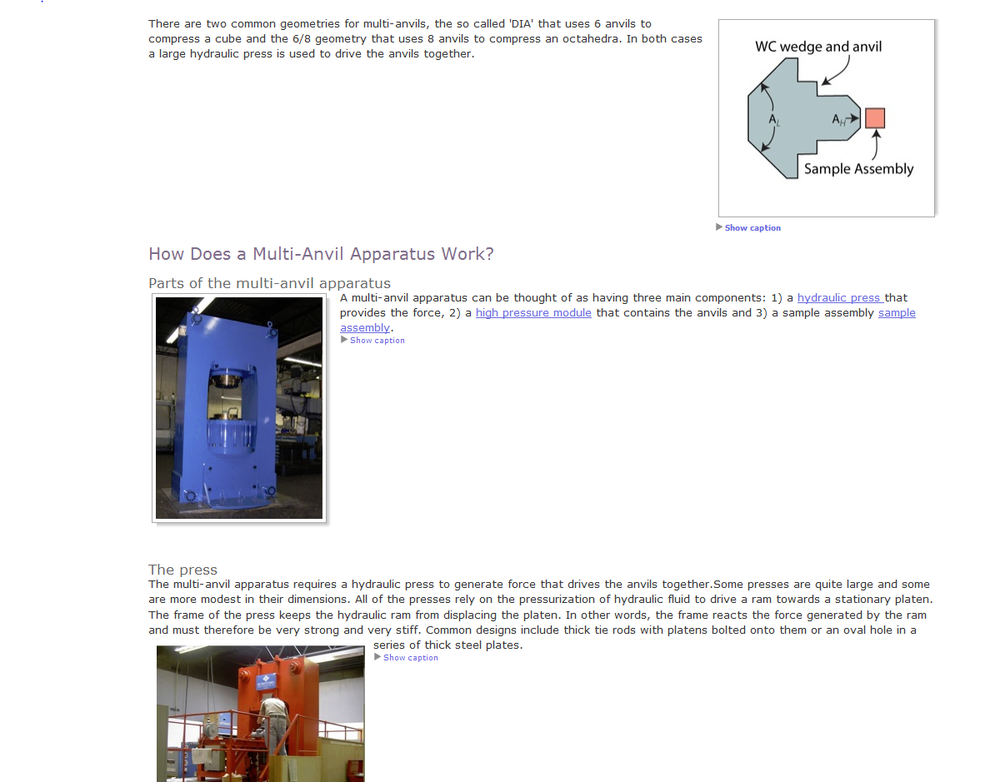 There are two common geometries for multi-anvils, the so called 'DIA' that uses 6 anvils to
compress a cube and the 6/8 geometry that uses 8 anvils to compress an octahedra. In both cases
a large hydraulic press is used to drive the anvils together.
WC wedge and anvil
AL
AH
Sample Assembly
Show caption
How Does a Multi-Anvil Apparatus Work?
Parts of the multi-anvil apparatus
A multi-anvil apparatus can be thought of as having three main components: 1) a hydraulic press that
provides the force, 2) a high pressure module that contains the anvils and 3) a sample assembly sample
assembly.
Show caption
The press
The multi-anvil apparatus requires a hydraulic press to generate force that drives the anvils together.Some presses are quite large and some
are more modest in their dimensions. All of the presses rely on the pressurization of hydraulic fluid to drive a ram towards a stationary platen.
The frame of the press keeps the hydraulic ram from displacing the platen. In other words, the frame reacts the force generated by the ram
and must therefore be very strong and very stiff. Common designs include thick tie rods with platens bolted onto them or an oval hole in a
series of thick steel plates.
Show caption